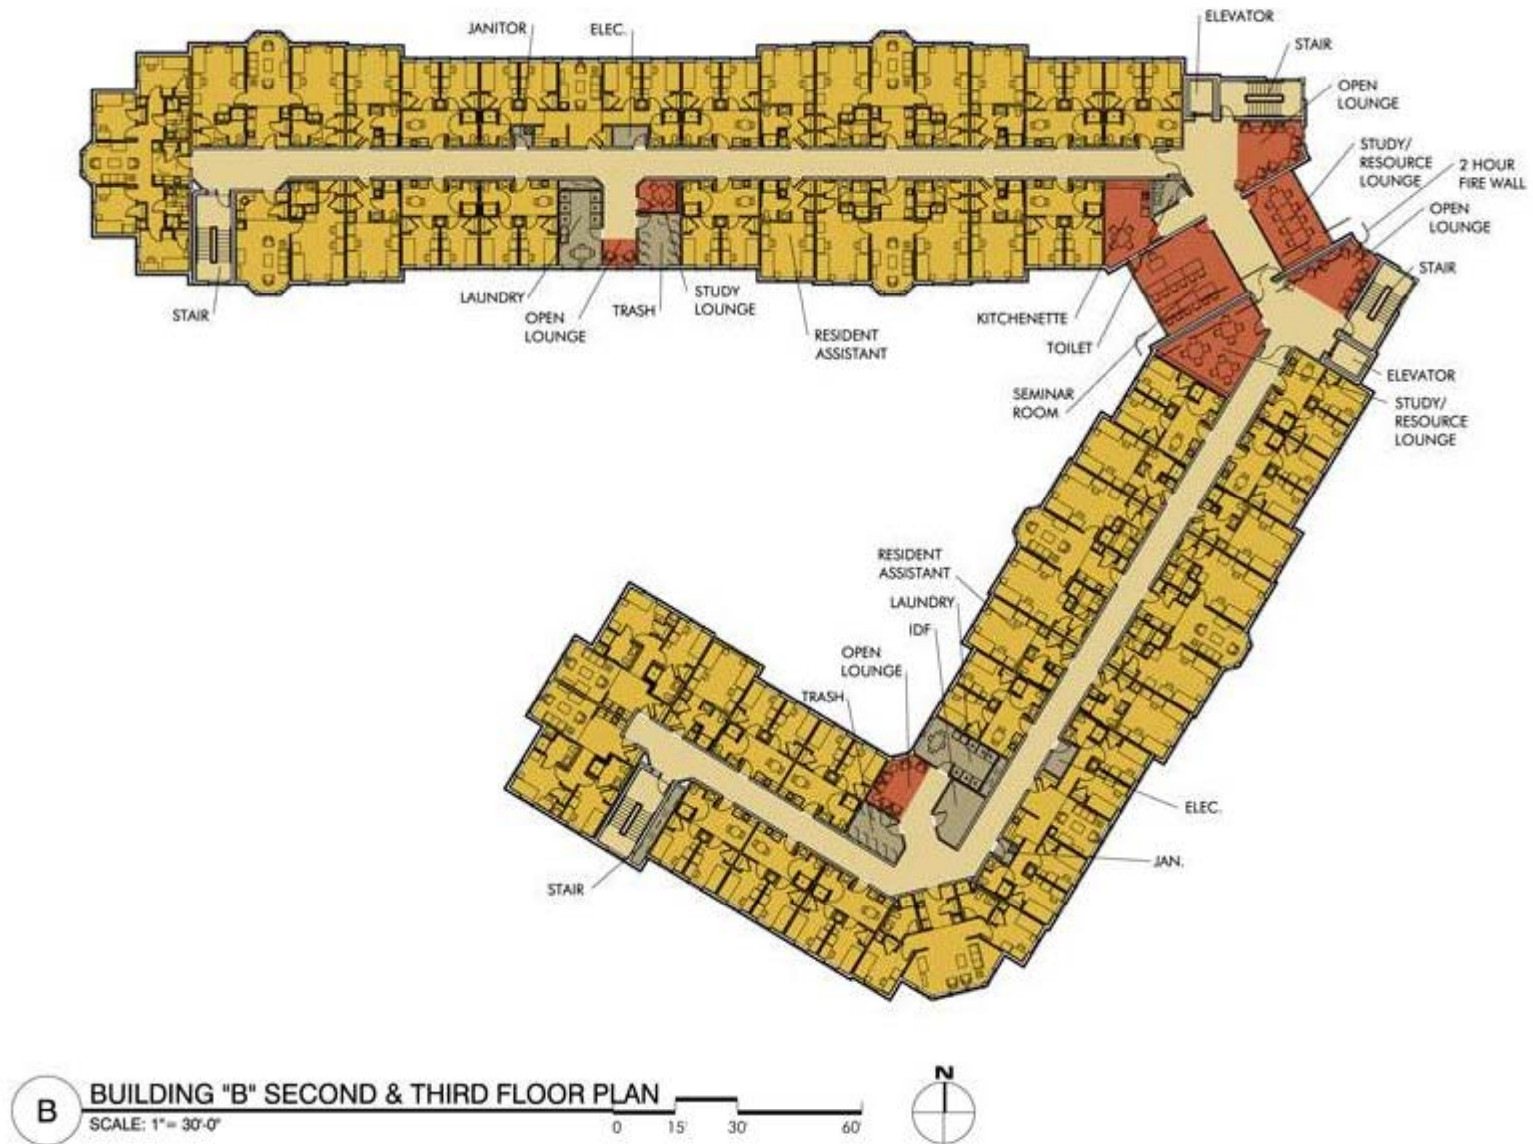 JANITOR
ELEC.
ELEVATOR
STAIR
OPEN
LOUNGE
STUDY/
RESOURCE
LOUNGE
2 HOUR
FIRE WALL
OPEN
LOUNGE
STAIR
STAIR
LAUNDRY
OPEN
LOUNGE
TRASH
STUDY
LOUNGE
RESIDENT
ASSISTANT
KITCHENETTE
TOILET
SEMINAR
ROOM
ELEVATOR
STUDY/
RESOURCE
LOUNGE
RESIDENT
ASSISTANT
LAUNDRY
IDF
OPEN
LOUNGE
TRASH
ELEC.
JAN.
STAIR
B
BUILDING "B" SECOND & THIRD FLOOR PLAN
SCALE: 1"= 30'-0"
0 15' 30' 60'
N